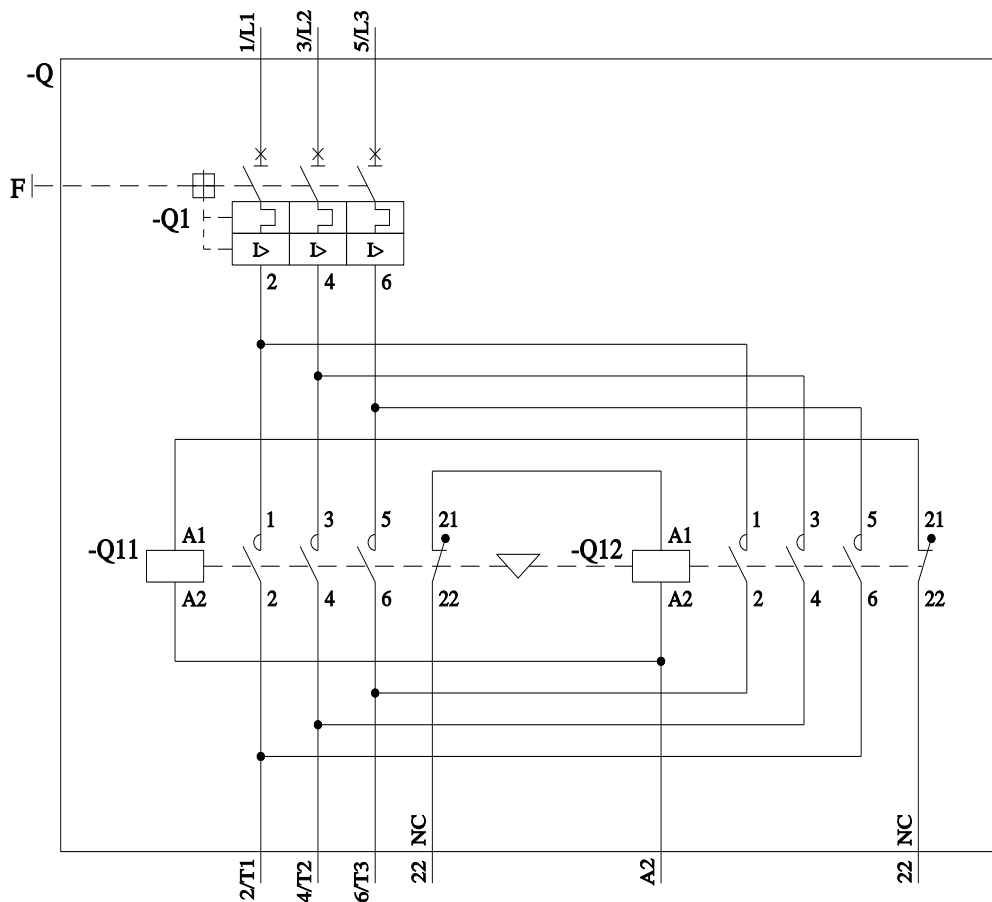 1/L1 3/L2 5/L3
-Q
F
-Q1
I> I> I>
2 4 6
1 3 5 21 1 3 5 21
-Q11 A1 -Q12 A1
A2 2 4 6 22 A2 2 4 6 22
NC NC
2/T1 4/T2 6/T3 22 A2 22